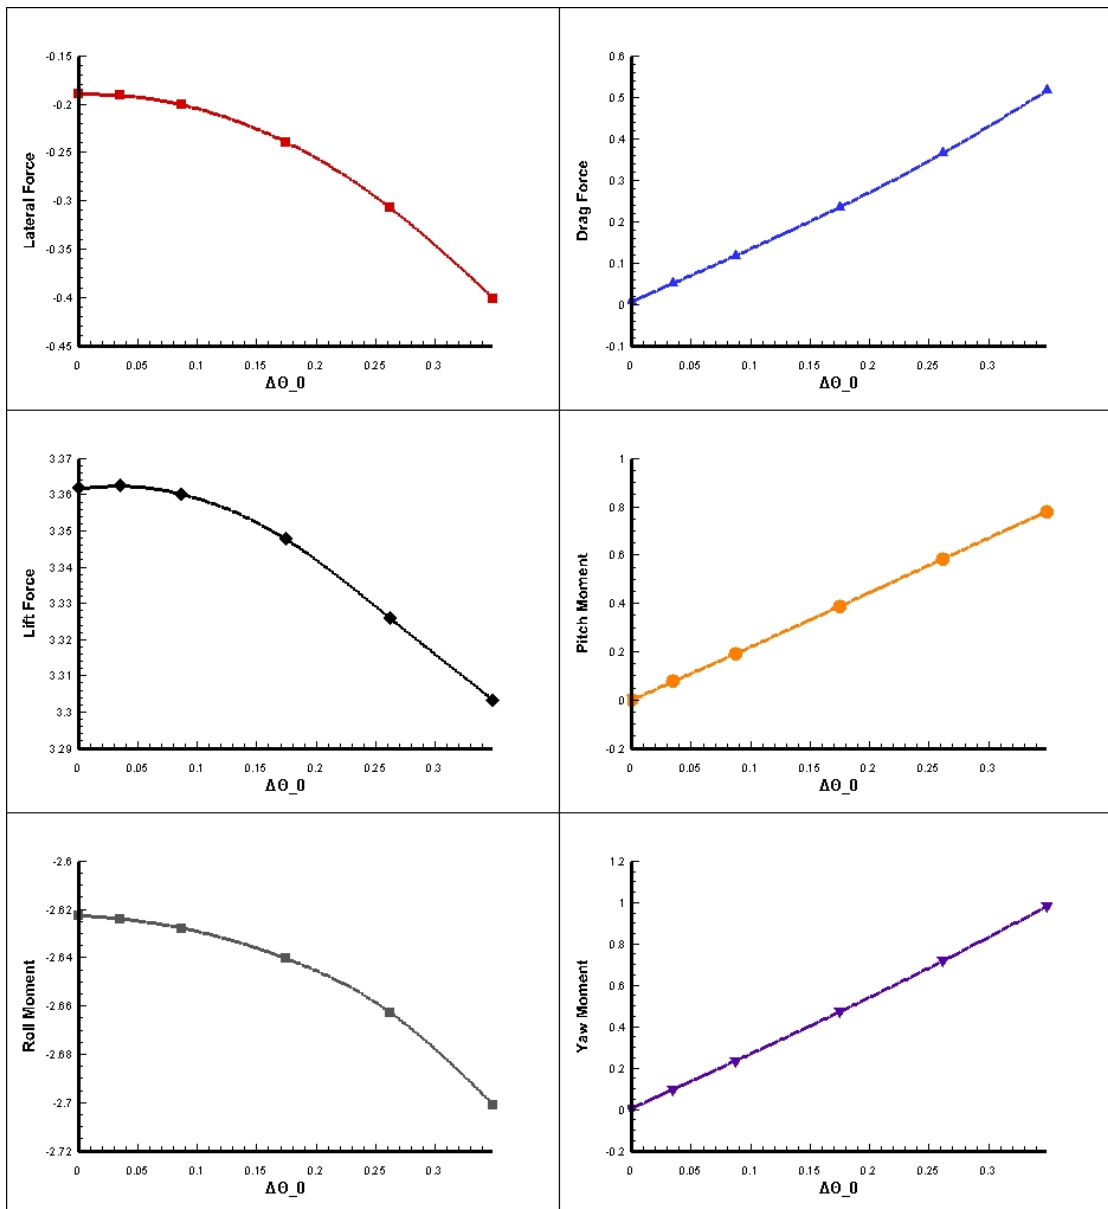 -0.15
-0.2
-0.25
-0.3
-0.35
-0.4
-0.45
Lateral Force
0 0.05 0.1 0.15 0.2 0.25 0.3
ΔΘ_0
0.6
0.5
0.4
0.3
0.2
0.1
0
-0.1
Drag Force
0 0.05 0.1 0.15 0.2 0.25 0.3
ΔΘ_0
3.37
3.36
3.35
3.34
3.33
3.32
3.31
3.3
3.29
Lift Force
0 0.05 0.1 0.15 0.2 0.25 0.3
ΔΘ_0
1
0.8
0.6
0.4
0.2
0
-0.2
Pitch Moment
0 0.05 0.1 0.15 0.2 0.25 0.3
ΔΘ_0
-2.6
-2.62
-2.64
-2.66
-2.68
-2.7
-2.72
Roll Moment
0 0.05 0.1 0.15 0.2 0.25 0.3
ΔΘ_0
1.2
1
0.8
0.6
0.4
0.2
0
-0.2
Yaw Moment
0 0.05 0.1 0.15 0.2 0.25 0.3
ΔΘ_0